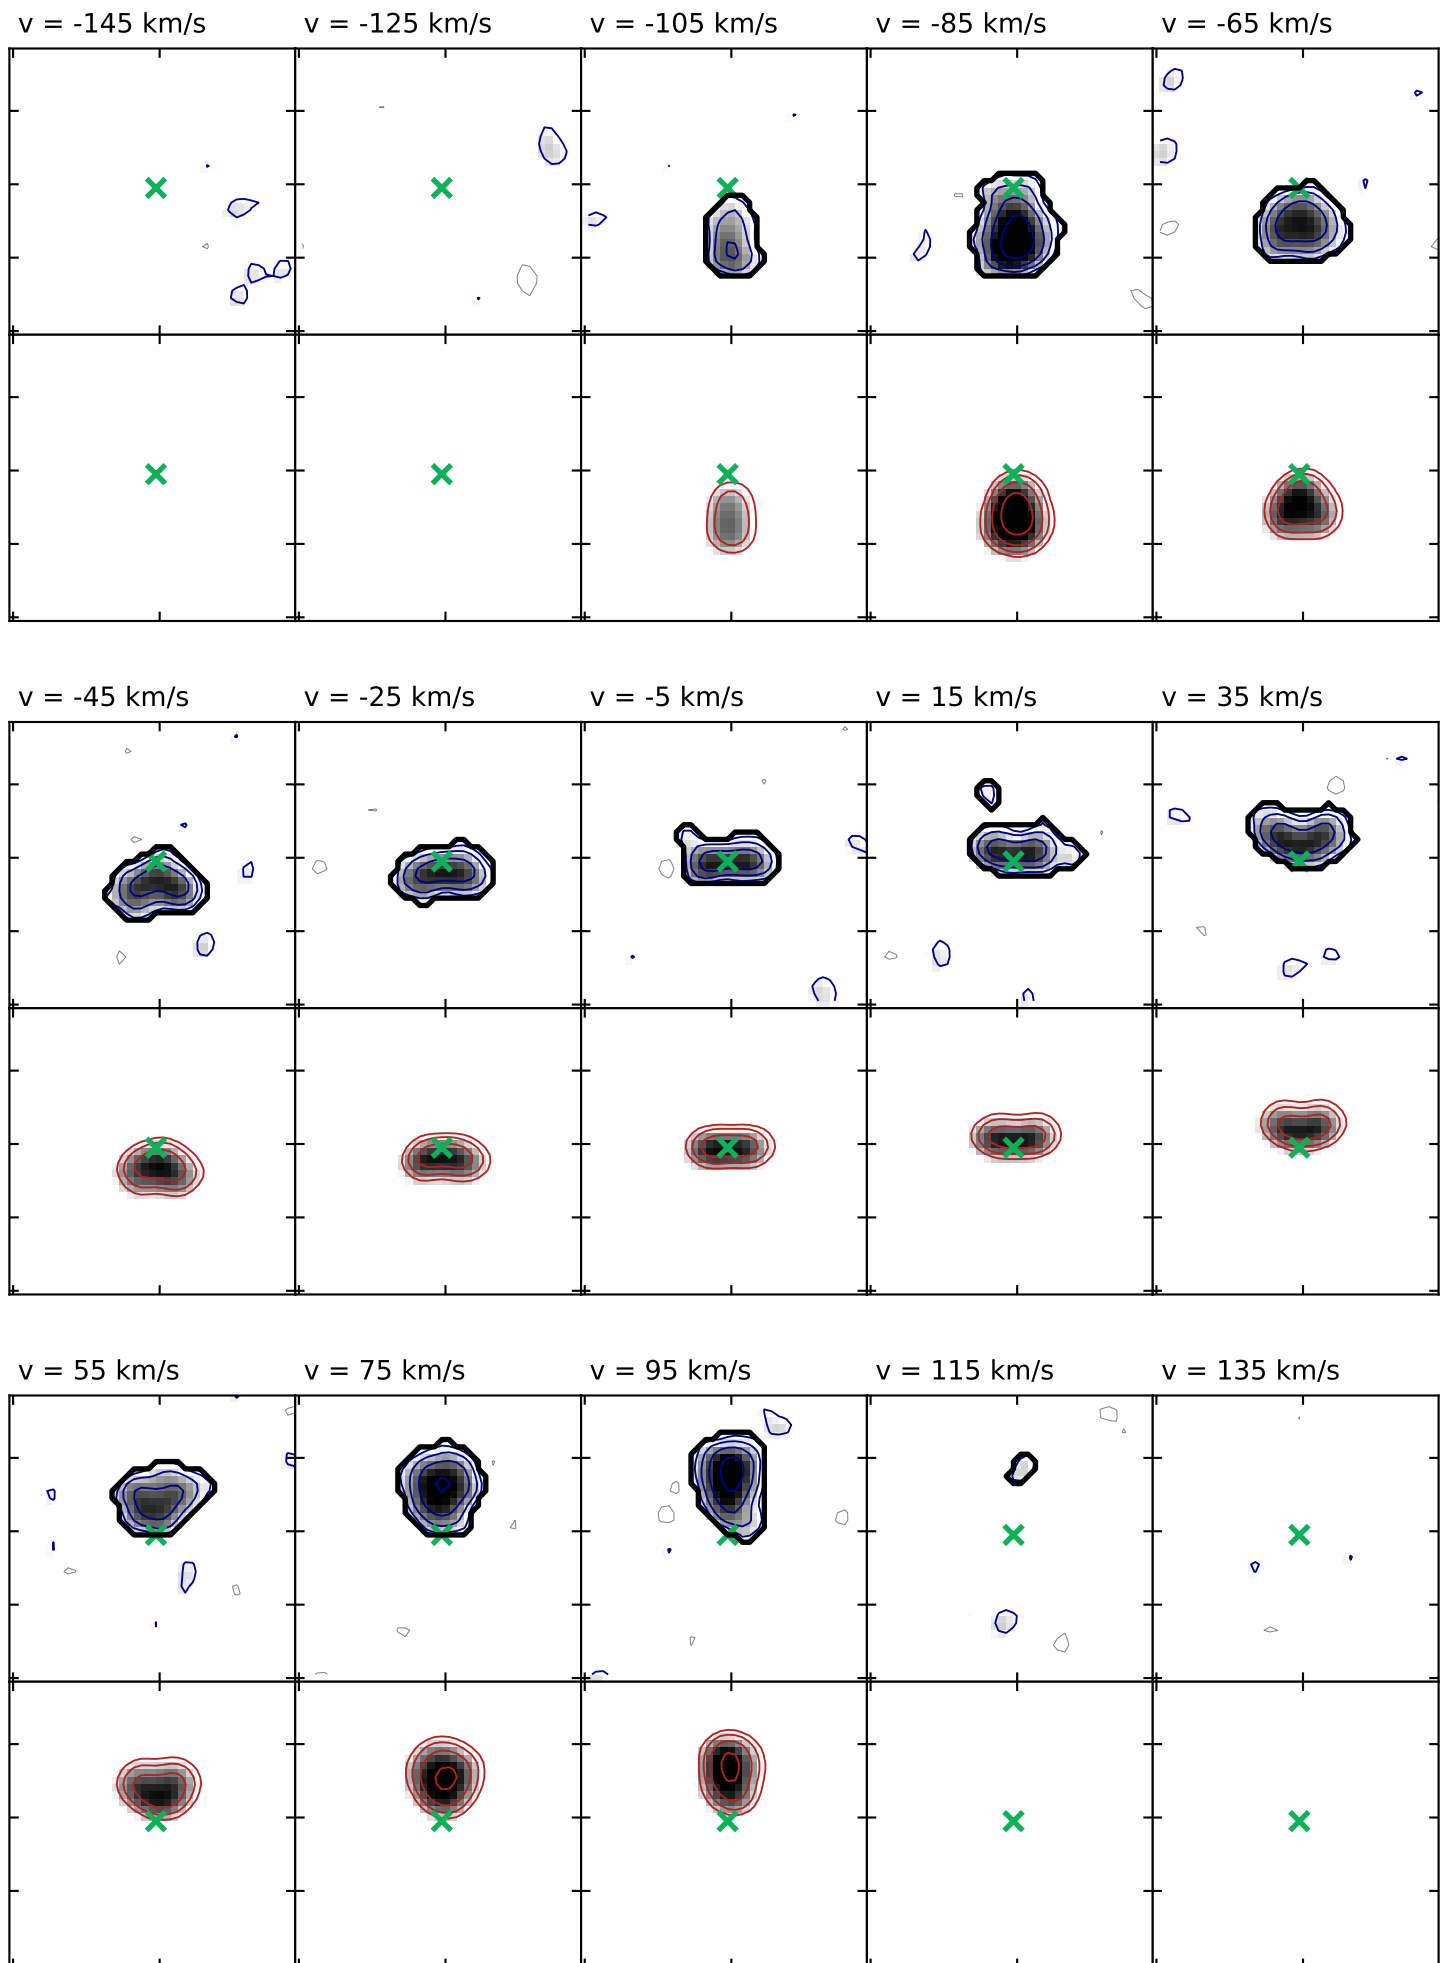 v = -145 km/s v = -125 km/s v = -105 km/s v = -85 km/s v = -65 km/s
v = -45 km/s v = -25 km/s v = -5 km/s v = 15 km/s v = 35 km/s
v = 55 km/s v = 75 km/s v = 95 km/s v = 115 km/s v = 135 km/s